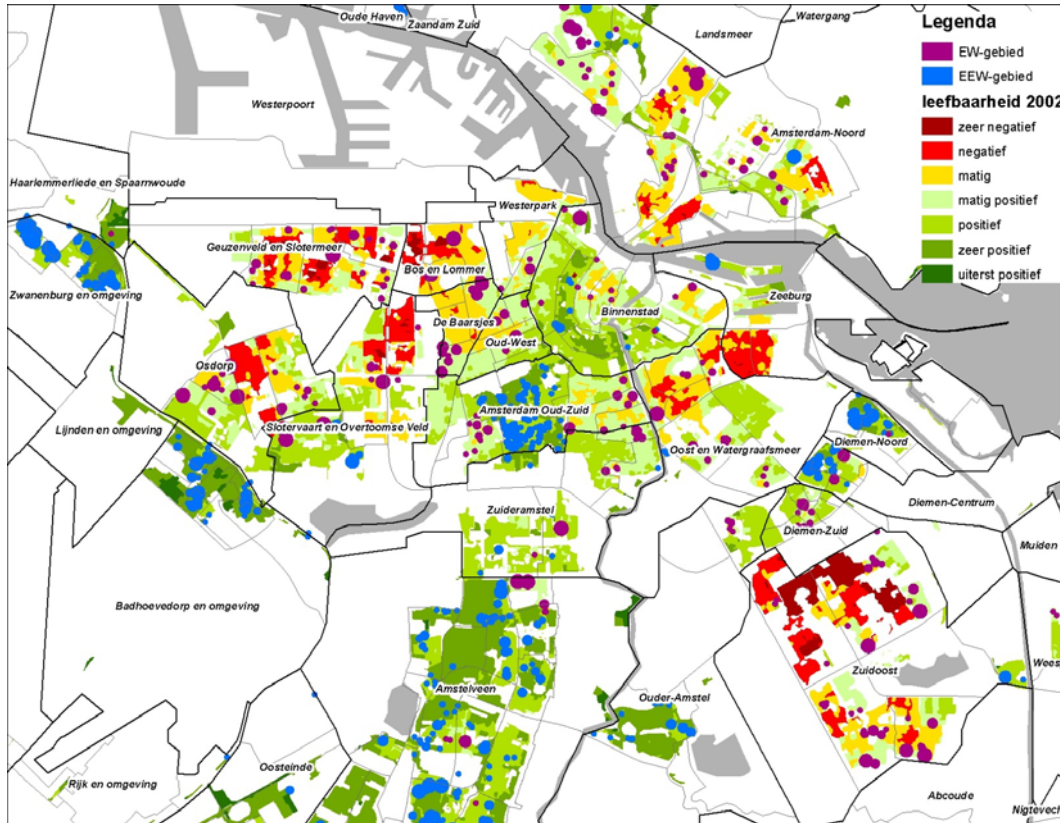 Oude Haven
Zaandam Zuid
Watergang
Landsmeer
Legenda
EW-gebied
EEW-gebied
leefbaarheid 2002
zeer negatief
negatief
matig
matig positief
positief
zeer positief
uiterst positief
Westerpoort
Amsterdam-Noord
Haarlemmerliede en Spaarnwoude
Westerpark
Geuzenveld en Slotermeer
Bos en Lommer
Zwanenburg en omgeving
Zeeburg
Binnenstad
De Baarsjes
Oud-West
Osdorp
Amsterdam Oud-Zuid
Slotervaart en Overtoomse Veld
Lijnden en omgeving
Diemen-Noord
Oost en Watergraafsmeer
Diemen-Centrum
Zuideramstel
Diemen-Zuid
Muiden
Badhoevedorp en omgeving
Wees
Zuidoost
Amstelveen
Ouder-Amstel
Oosteinde
Rijk en omgeving
Abcoude
Nigtevech